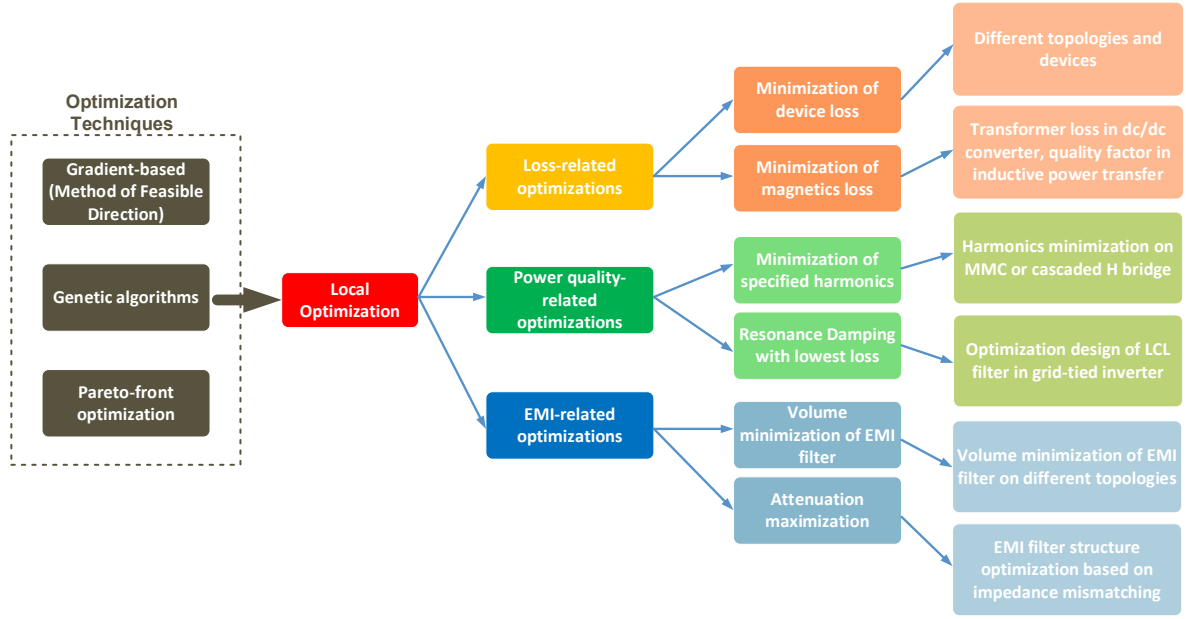 Optimization
Techniques
Gradient-based
(Method of Feasible
Direction)
Genetic algorithms
Pareto-front
optimization
Local
Optimization
Loss-related
optimizations
Power quality-
related
optimizations
EMI-related
optimizations
Minimization of
device loss
Minimization of
magnetics loss
Minimization of
specified harmonics
Resonance Damping
with lowest loss
Volume
minimization of EMI
filter
Attenuation
maximization
Different topologies and
devices
Transformer loss in dc/dc
converter, quality factor in
inductive power transfer
Harmonics minimization on
MMC or cascaded H bridge
Optimization design of LCL
filter in grid-tied inverter
Volume minimization of EMI
filter on different topologies
EMI filter structure
optimization based on
impedance mismatching